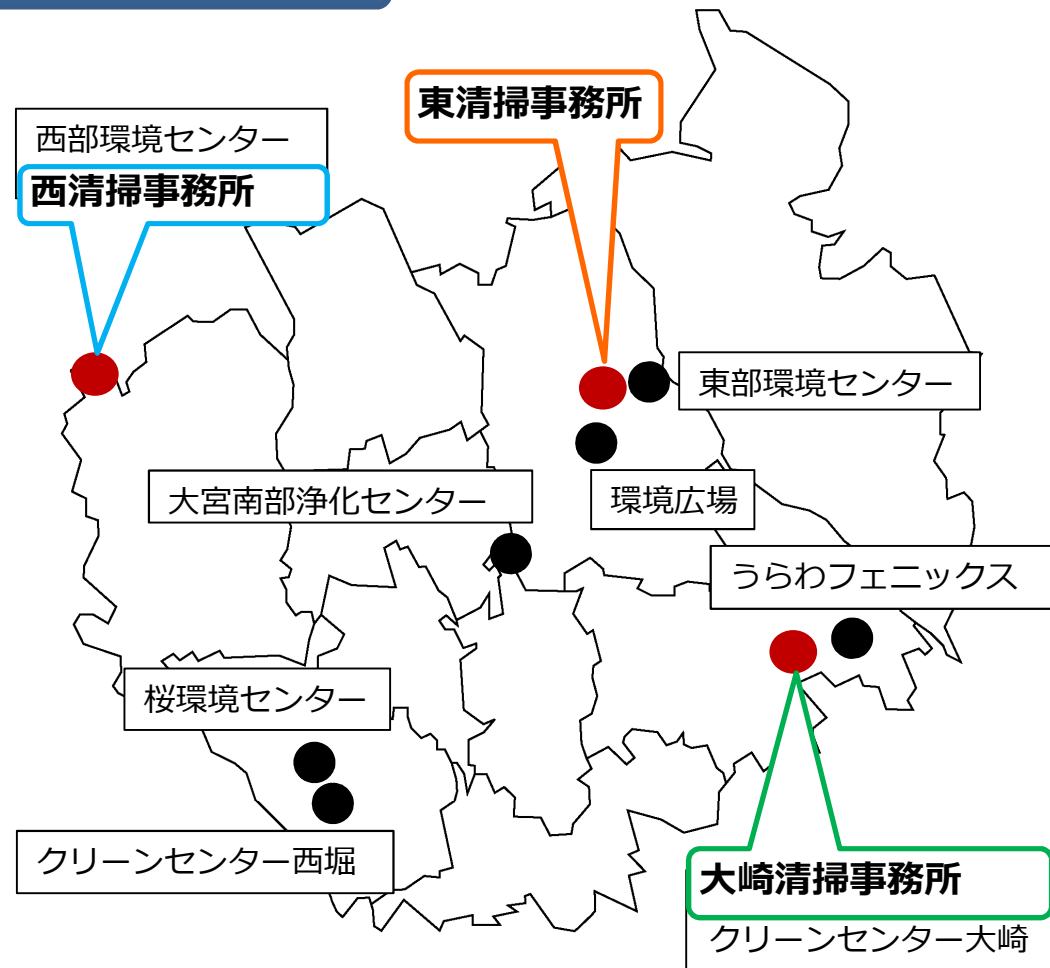 東清掃事務所
西部環境センター
西清掃事務所
東部環境センター
大宮南部浄化センター
環境広場
うらわフェニックス
桜環境センター
クリーンセンター西堀
大崎清掃事務所
クリーンセンター大崎